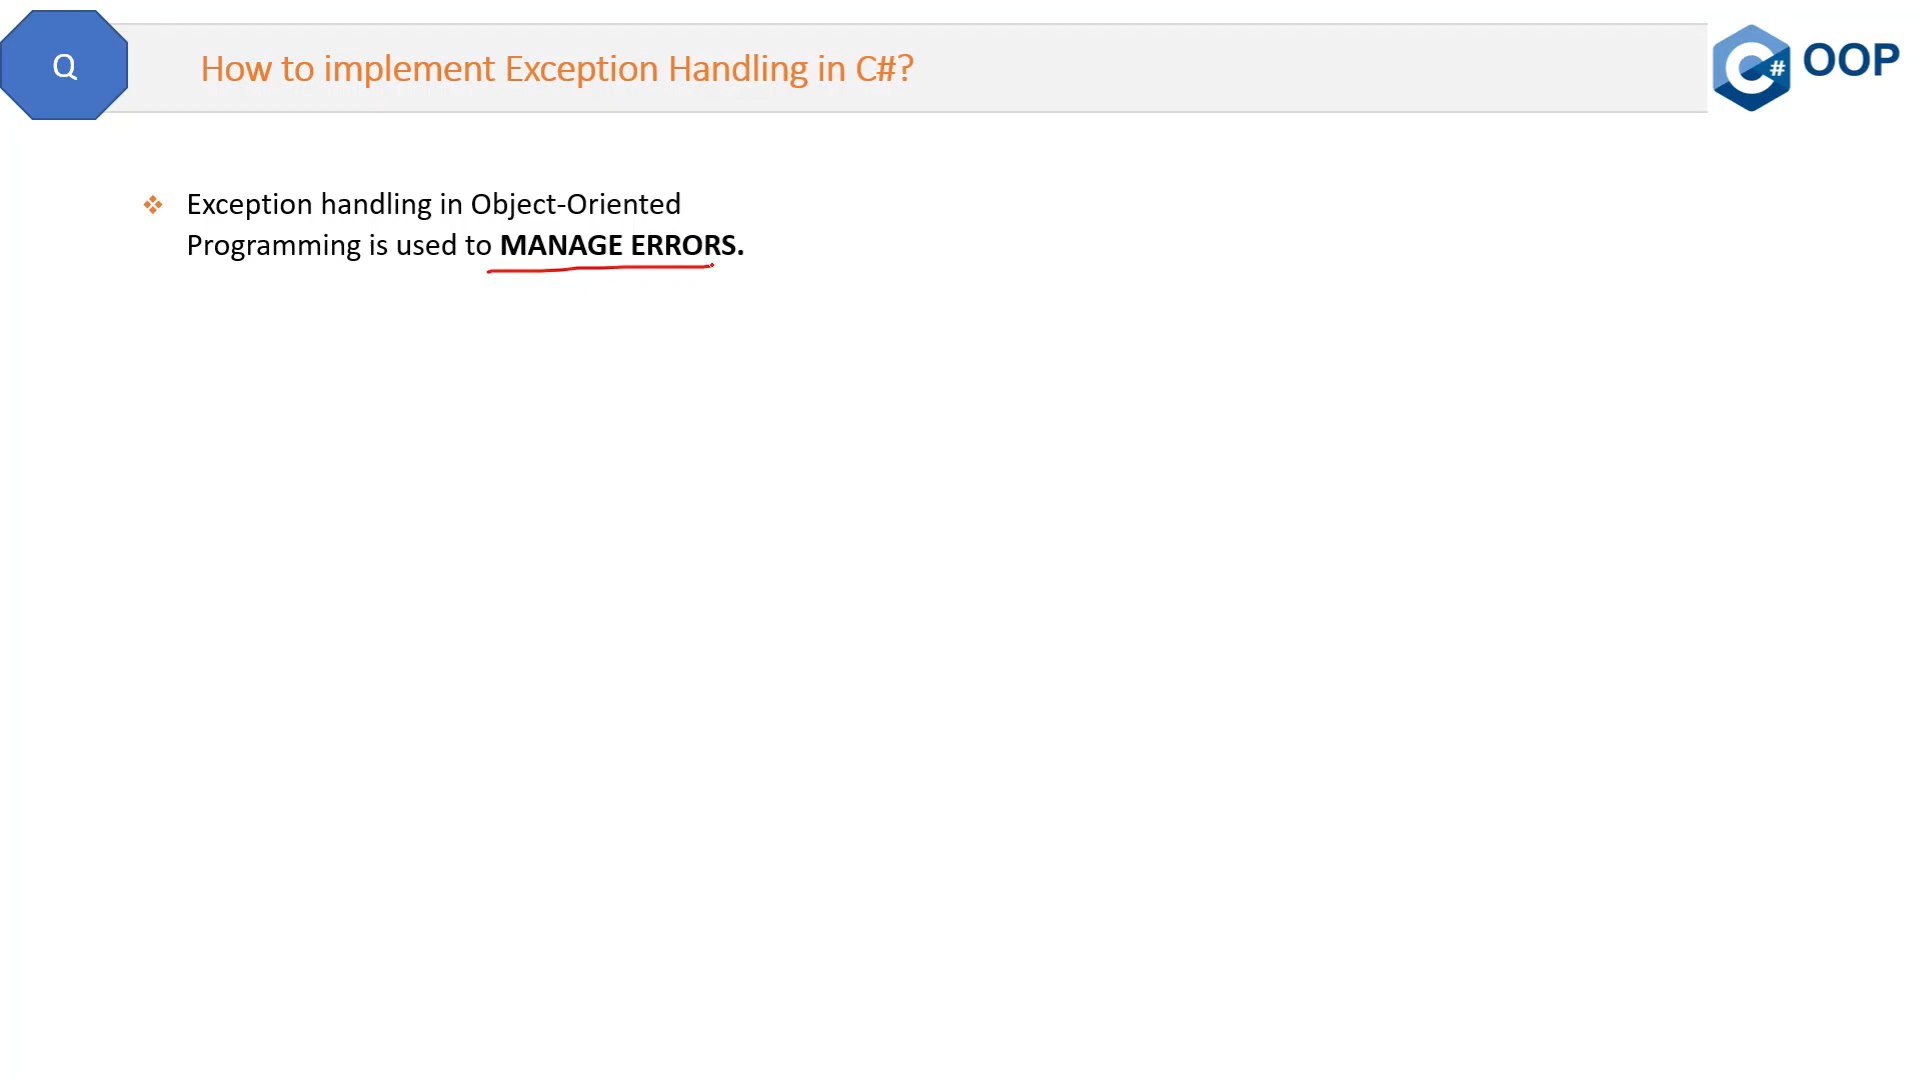 Q
How to implement Exception Handling in C#?
C# OOP
❖ Exception handling in Object-Oriented
Programming is used to MANAGE ERRORS.